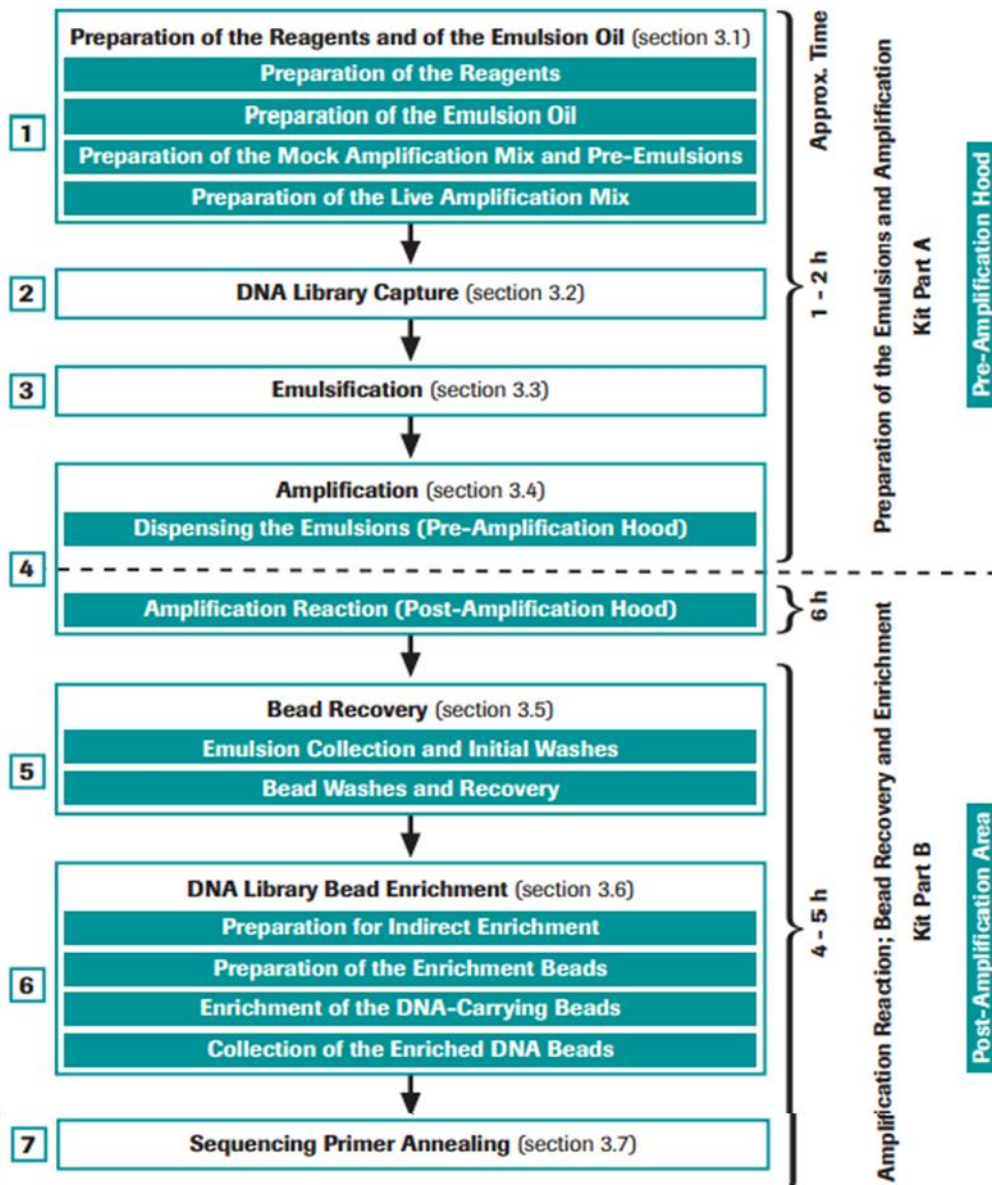 Preparation of the Reagents and of the Emulsion Oil (section 3.1)
Preparation of the Reagents
Preparation of the Emulsion Oil
1
Preparation of the Mock Amplification Mix and Pre-Emulsions
Preparation of the Live Amplification Mix
2
DNA Library Capture (section 3.2)
3
Emulsification (section 3.3)
Amplification (section 3.4)
Dispensing the Emulsions (Pre-Amplification Hood)
4
Amplification Reaction (Post-Amplification Hood)
Bead Recovery (section 3.5)
Emulsion Collection and Initial Washes
5
Bead Washes and Recovery
DNA Library Bead Enrichment (section 3.6)
Preparation for Indirect Enrichment
Preparation of the Enrichment Beads
6
Enrichment of the DNA-Carrying Beads
Collection of the Enriched DNA Beads
7
Sequencing Primer Annealing (section 3.7)
Approx. Time
1 - 2 h
6 h
4 - 5 h
Preparation of the Emulsions and Amplification
Kit Part A
Pre-Amplification Hood
Amplification Reaction; Bead Recovery and Enrichment
Kit Part B
Post-Amplification Area